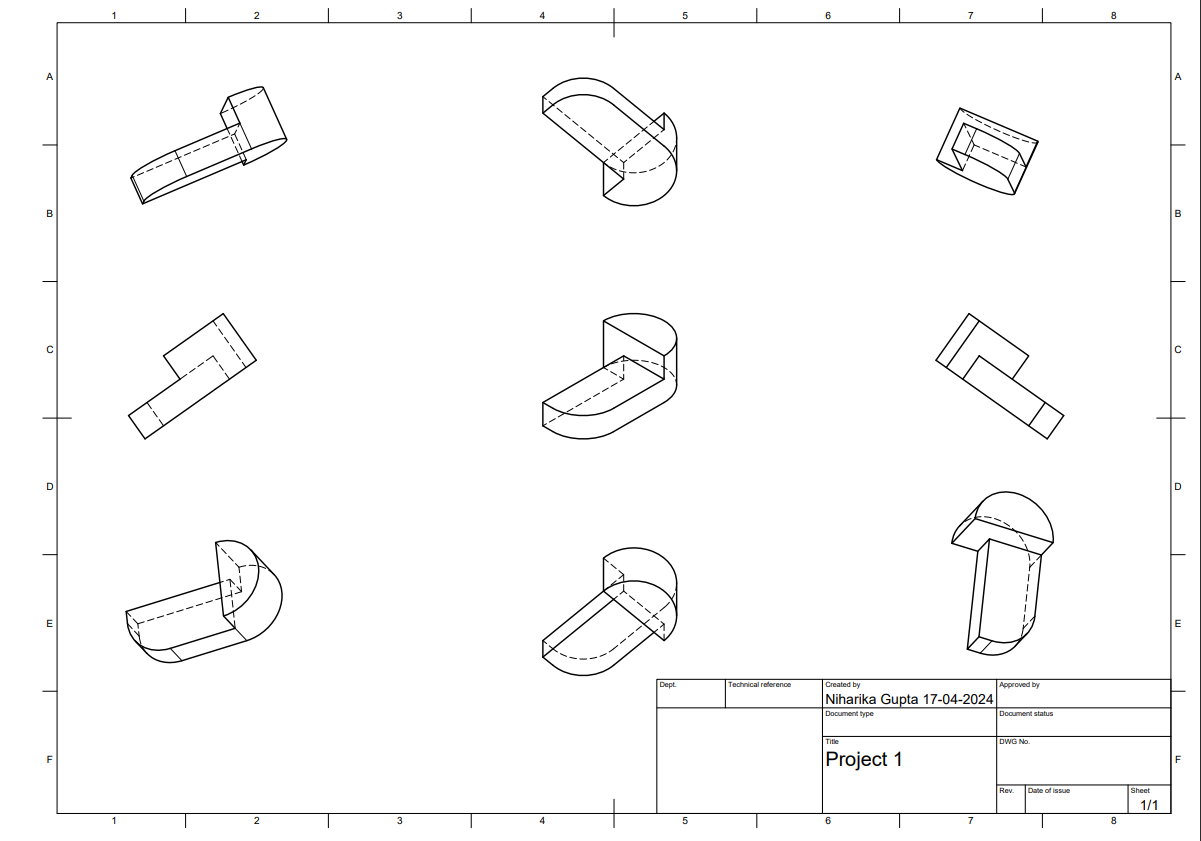 1 2 3 4 5 6 7 8
A A
B B
C C
D D
E E
Dept. Technical reference Created by Approved by
Niharika Gupta 17-04-2024
Document type Document status
Title DWG No.
Project 1
F F
Rev. Date of issue Sheet
1/1
1 2 3 4 5 6 7 8